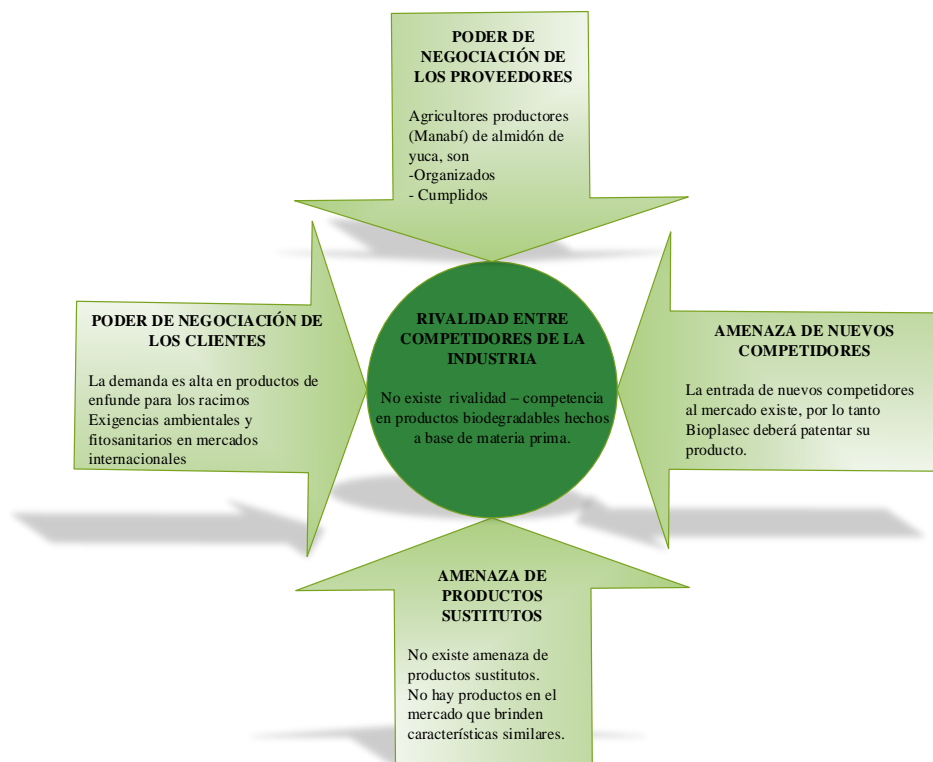 PODER DE
NEGOCIACIÓN DE
LOS PROVEEDORES
Agricultores productores
(Manabí) de almidón de
yuca, son
-Organizados
- Cumplidos
PODER DE NEGOCIACIÓN DE
LOS CLIENTES
La demanda es alta en productos de
enfunde para los racimos
Exigencias ambientales y
fitosanitarios en mercados
internacionales
RIVALIDAD ENTRE
COMPETIDORES DE LA
INDUSTRIA
No existe rivalidad – competencia
en productos biodegradables hechos
a base de materia prima.
AMENAZA DE NUEVOS
COMPETIDORES
La entrada de nuevos competidores
al mercado existe, por lo tanto
Bioplasec deberá patentar su
producto.
AMENAZA DE
PRODUCTOS
SUSTITUTOS
No existe amenaza de
productos sustitutos.
No hay productos en el
mercado que brinden
características similares.